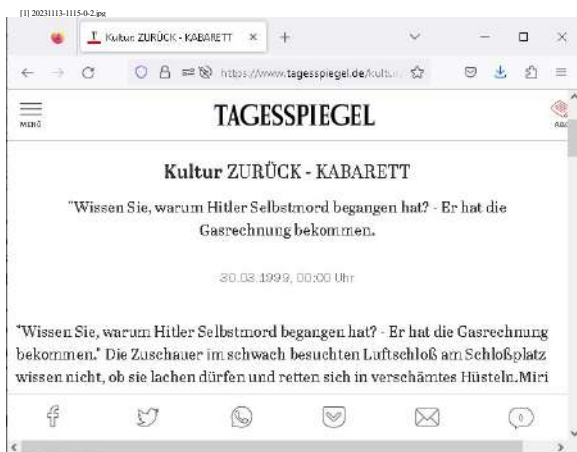 [1] 20231113-1115-0-2.jpg
Kultur: ZURÜCK - KABARETT
https://www.tagesspiegel.de/kultur
MENÜ
TAGESSPIEGEL
ABO
Kultur ZURÜCK - KABARETT
"Wissen Sie, warum Hitler Selbstmord begangen hat? - Er hat die
Gasrechnung bekommen.
30.03.1999, 00:00 Uhr
"Wissen Sie, warum Hitler Selbstmord begangen hat? - Er hat die Gasrechnung
bekommen." Die Zuschauer im schwach besuchten Luftschloß am Schloßplatz
wissen nicht, ob sie lachen dürfen und retten sich in verschämtes Hüsteln.Miri
0